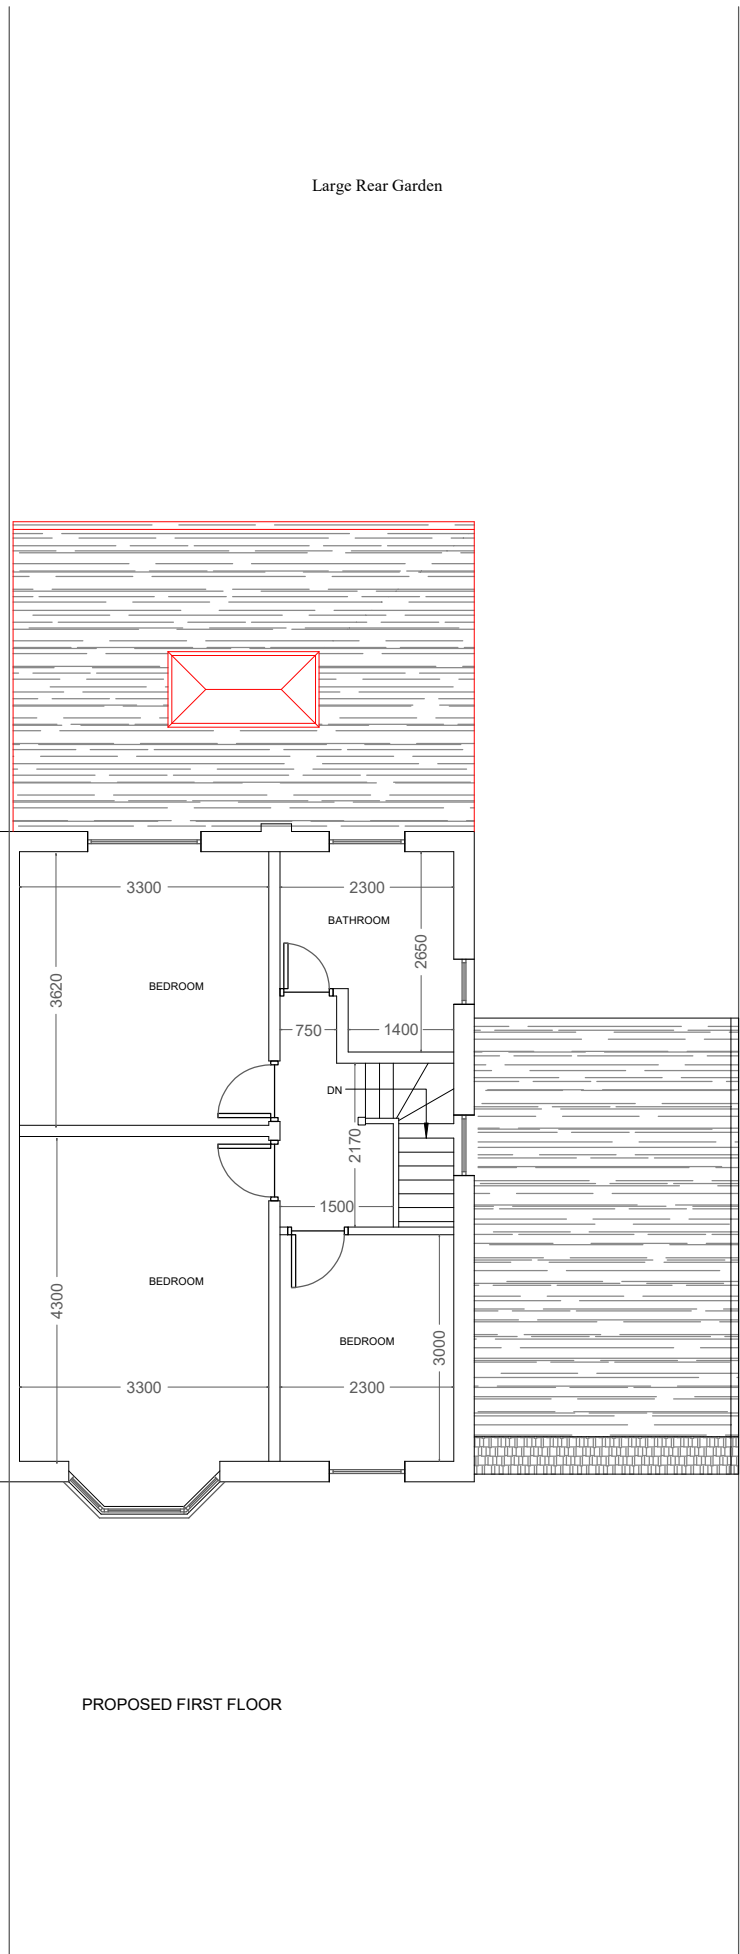 Large Rear Garden
3300
2300
BATHROOM
2650
3620
BEDROOM
750
1400
DN
2170
1500
4300
BEDROOM
3000
BEDROOM
3300
2300
PROPOSED FIRST FLOOR